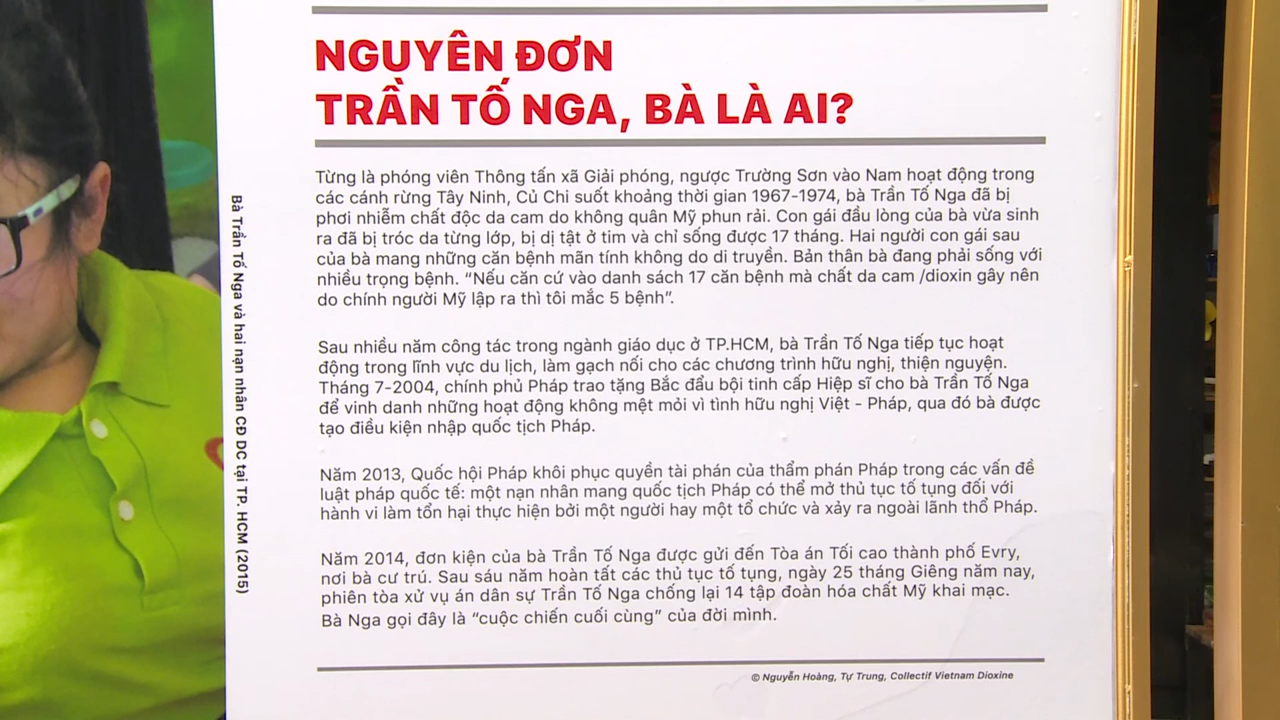 NGUYÊN ĐƠN
TRẦN TỐ NGA, BÀ LÀ AI?
Từng là phóng viên Thông tấn xã Giải phóng, ngược Trường Sơn vào Nam hoạt động trong
các cánh rừng Tây Ninh, Củ Chi suốt khoảng thời gian 1967-1974, bà Trần Tố Nga đã bị
phơi nhiễm chất độc da cam do không quân Mỹ phun rải. Con gái đầu lòng của bà vừa sinh
ra đã bị tróc da từng lớp, bị dị tật ở tim và chỉ sống được 17 tháng. Hai người con gái sau
của bà mang những căn bệnh mãn tính không do di truyền. Bản thân bà đang phải sống với
nhiều trọng bệnh. “Nếu căn cứ vào danh sách 17 căn bệnh mà chất da cam /dioxin gây nên
do chính người Mỹ lập ra thì tôi mắc 5 bệnh”.
Sau nhiều năm công tác trong ngành giáo dục ở TP.HCM, bà Trần Tố Nga tiếp tục hoạt
động trong lĩnh vực du lịch, làm gạch nối cho các chương trình hữu nghị, thiện nguyện.
Tháng 7-2004, chính phủ Pháp trao tặng Bắc đẩu bội tinh cấp Hiệp sĩ cho bà Trần Tố Nga
để vinh danh những hoạt động không mệt mỏi vì tình hữu nghị Việt - Pháp, qua đó bà được
tạo điều kiện nhập quốc tịch Pháp.
Năm 2013, Quốc hội Pháp khôi phục quyền tài phán của thẩm phán Pháp trong các vấn đề
luật pháp quốc tế: một nạn nhân mang quốc tịch Pháp có thể mở thủ tục tố tụng đối với
hành vi làm tổn hại thực hiện bởi một người hay một tổ chức và xảy ra ngoài lãnh thổ Pháp.
Năm 2014, đơn kiện của bà Trần Tố Nga được gửi đến Tòa án Tối cao thành phố Evry,
nơi bà cư trú. Sau sáu năm hoàn tất các thủ tục tố tụng, ngày 25 tháng Giêng năm nay,
phiên tòa xử vụ án dân sự Trần Tố Nga chống lại 14 tập đoàn hóa chất Mỹ khai mạc.
Bà Nga gọi đây là “cuộc chiến cuối cùng” của đời mình.
© Nguyễn Hoàng, Tự Trung, Collectif Vietnam Dioxine
Bà Trần Tố Nga và hai nạn nhân CĐ DC tại TP. HCM (2015)